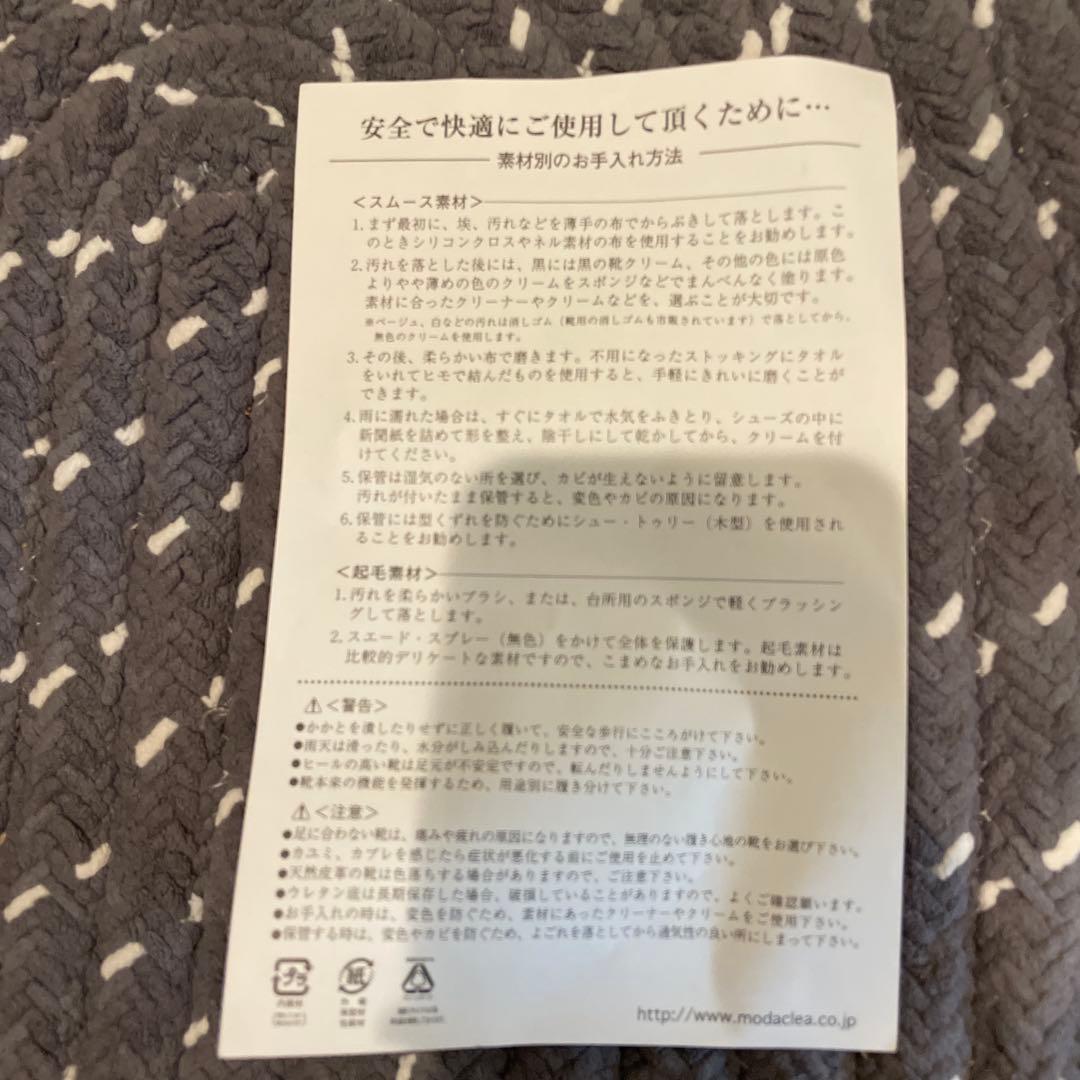 安全で快適にご使用して頂くために…
素材別のお手入れ方法
＜スムース素材＞
1.まず最初に、埃、汚れなどを薄手の布でからぶきして落とします。こ
のときシリコンクロスやネル素材の布を使用することをお勧めします。
2.汚れを落とした後には、黒には黒の靴クリーム、その他の色には原色
よりやや薄めの色のクリームをスポンジなどでまんべんなく塗ります。
素材に合ったクリーナーやクリームなどを、選ぶことが大切です。
※ベージュ、白などの汚れは消しゴム（靴用の消しゴムも市販されています）で落としてから、
無色のクリームを使用します。
3.その後、柔らかい布で磨きます。不用になったストッキングにタオル
をいれてヒモで結んだものを使用すると、手軽にきれいに磨くことが
できます。
4.雨に濡れた場合は、すぐにタオルで水気をふきとり、シューズの中に
新聞紙を詰めて形を整え、陰干しにして乾かしてから、クリームを付
けてください。
5.保管は湿気のない所を選び、カビが生えないように留意します。
汚れが付いたまま保管すると、変色やカビの原因になります。
6.保管には型くずれを防ぐためにシュー・トゥリー（木型）を使用され
ることをお勧めします。
＜起毛素材＞
1.汚れを柔らかいブラシ、または、台所用のスポンジで軽くブラッシン
グして落とします。
2.スエード・スプレー（無色）をかけて全体を保護します。起毛素材は
比較的デリケートな素材ですので、こまめなお手入れをお勧めします。
⚠＜警告＞
●かかとを潰したりせずに正しく履いて、安全な歩行にこころがけて下さい。
●雨天は滑ったり、水分がしみ込んだりしますので、十分ご注意下さい。
●ヒールの高い靴は足元が不安定ですので、転んだりしませんようにして下さい。
●靴本来の機能を発揮するため、用途別に履き分けて下さい。
⚠＜注意＞
●足に合わない靴は、痛みや疲れの原因になりますので、無理のない履き心地の靴をお選び下さい。
●カユミ、カブレを感じたら症状が悪化する前にご使用を止めて下さい。
●天然皮革の靴は色落ちする場合がありますので、ご注意下さい。
●ウレタン底は長期保存した場合、破損していることがありますので、よくご確認願います。
●お手入れの時は、変色を防ぐため、素材にあったクリーナーやクリームをご使用下さい。
●保管する時は、変色やカビを防ぐため、よごれを落としてから通気性の良い所にしまって下さい。
プラ
紙
http://www.modaclea.co.jp